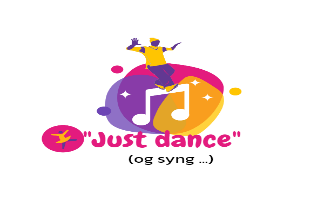 "Just dance"
(og syng ...)